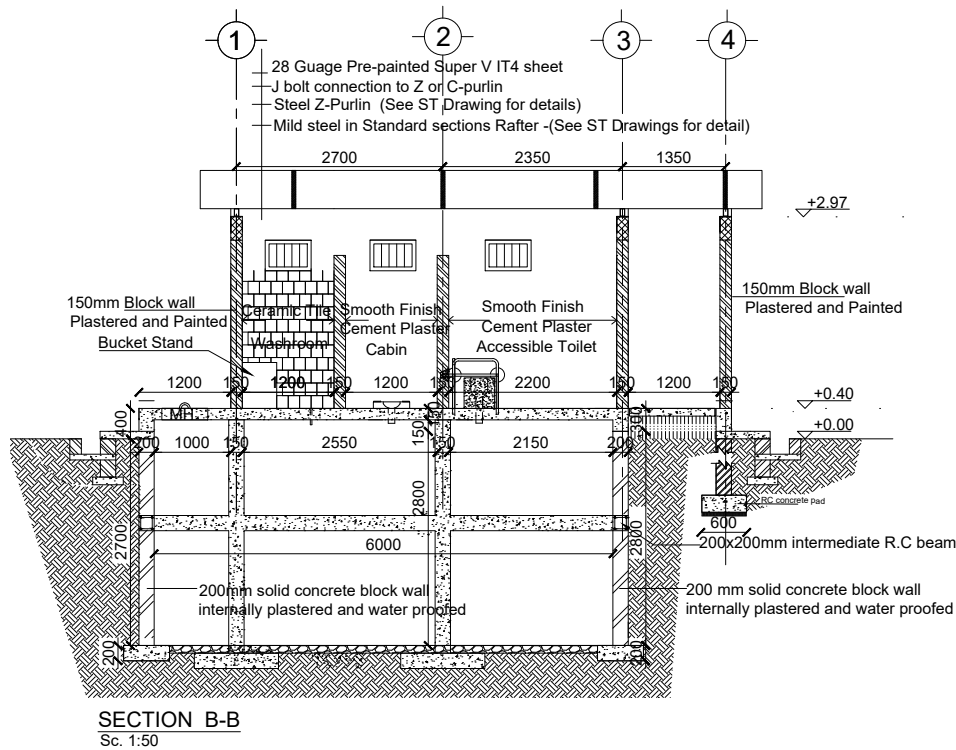 1
2
3
4
28 Guage Pre-painted Super V IT4 sheet
J bolt connection to Z or C-purlin
Steel Z-Purlin (See ST Drawing for details)
Mild steel in Standard sections Rafter -(See ST Drawings for detail)
2700
2350
1350
+2.97
150mm Block wall
Plastered and Painted
Bucket Stand
Ceramic Tile
Washroom
Smooth Finish
Cement Plaster
Cabin
Smooth Finish
Cement Plaster
Accessible Toilet
150mm Block wall
Plastered and Painted
1200 150 1200 150 1200 150 2200 150 1200 150
+0.40
MH
+0.00
400
150
300
200 1000 150 2550 150 2150 200
2800
2700
2800
6000
600
RC concrete pad
200x200mm intermediate R.C beam
200mm solid concrete block wall
internally plastered and water proofed
200 mm solid concrete block wall
internally plastered and water proofed
200
200
SECTION B-B
Sc. 1:50